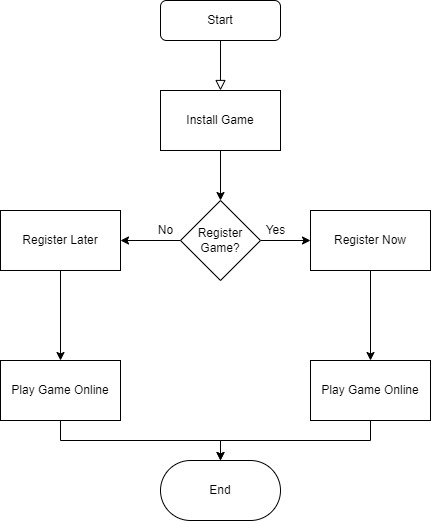 Start
Install Game
No
Register
Game?
Yes
Register Later
Register Now
Play Game Online
Play Game Online
End